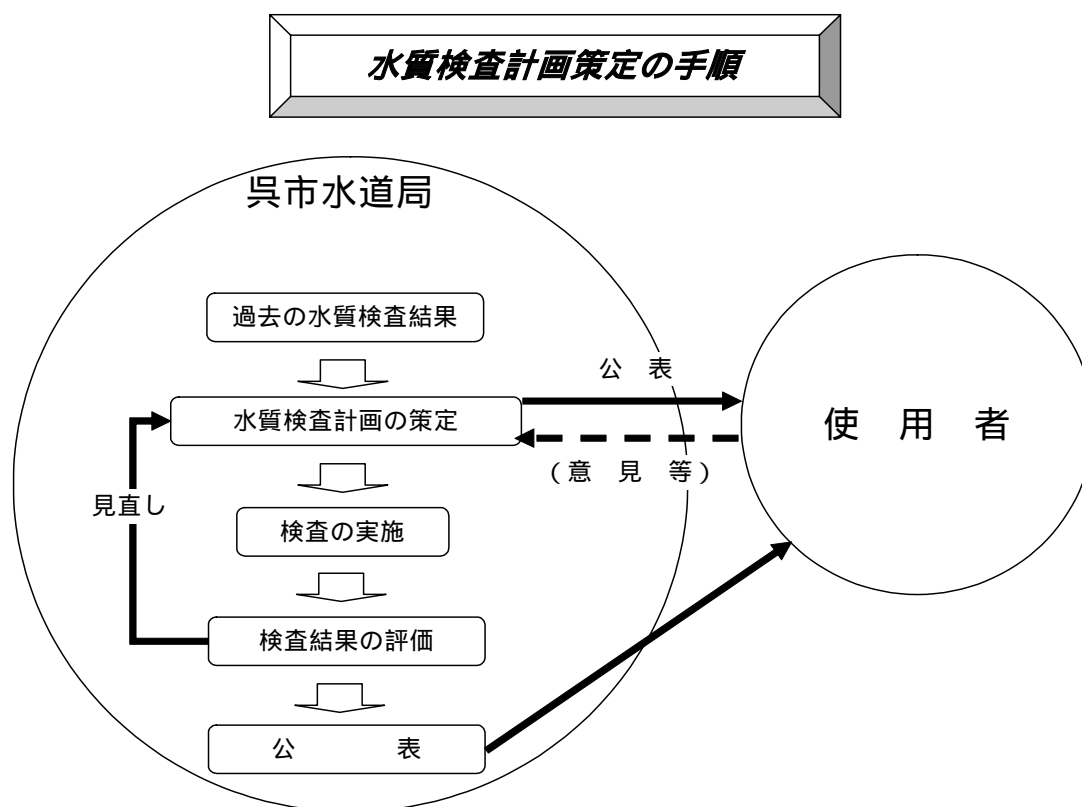 水質検査計画策定の手順
呉市水道局
過去の水質検査結果
公 表
水質検査計画の策定
使 用 者
(意 見 等)
見直し
検査の実施
検査結果の評価
公 表